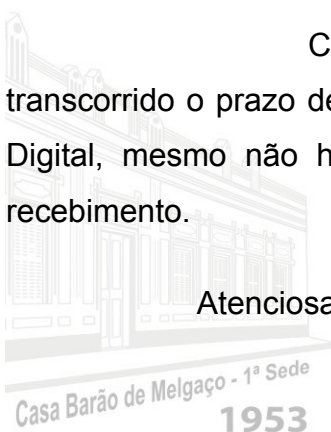 C
transcorrido o prazo de
Digital, mesmo não h
recebimento.
Atenciosa
Casa Barão de Melgaço - 1ª Sede
1953